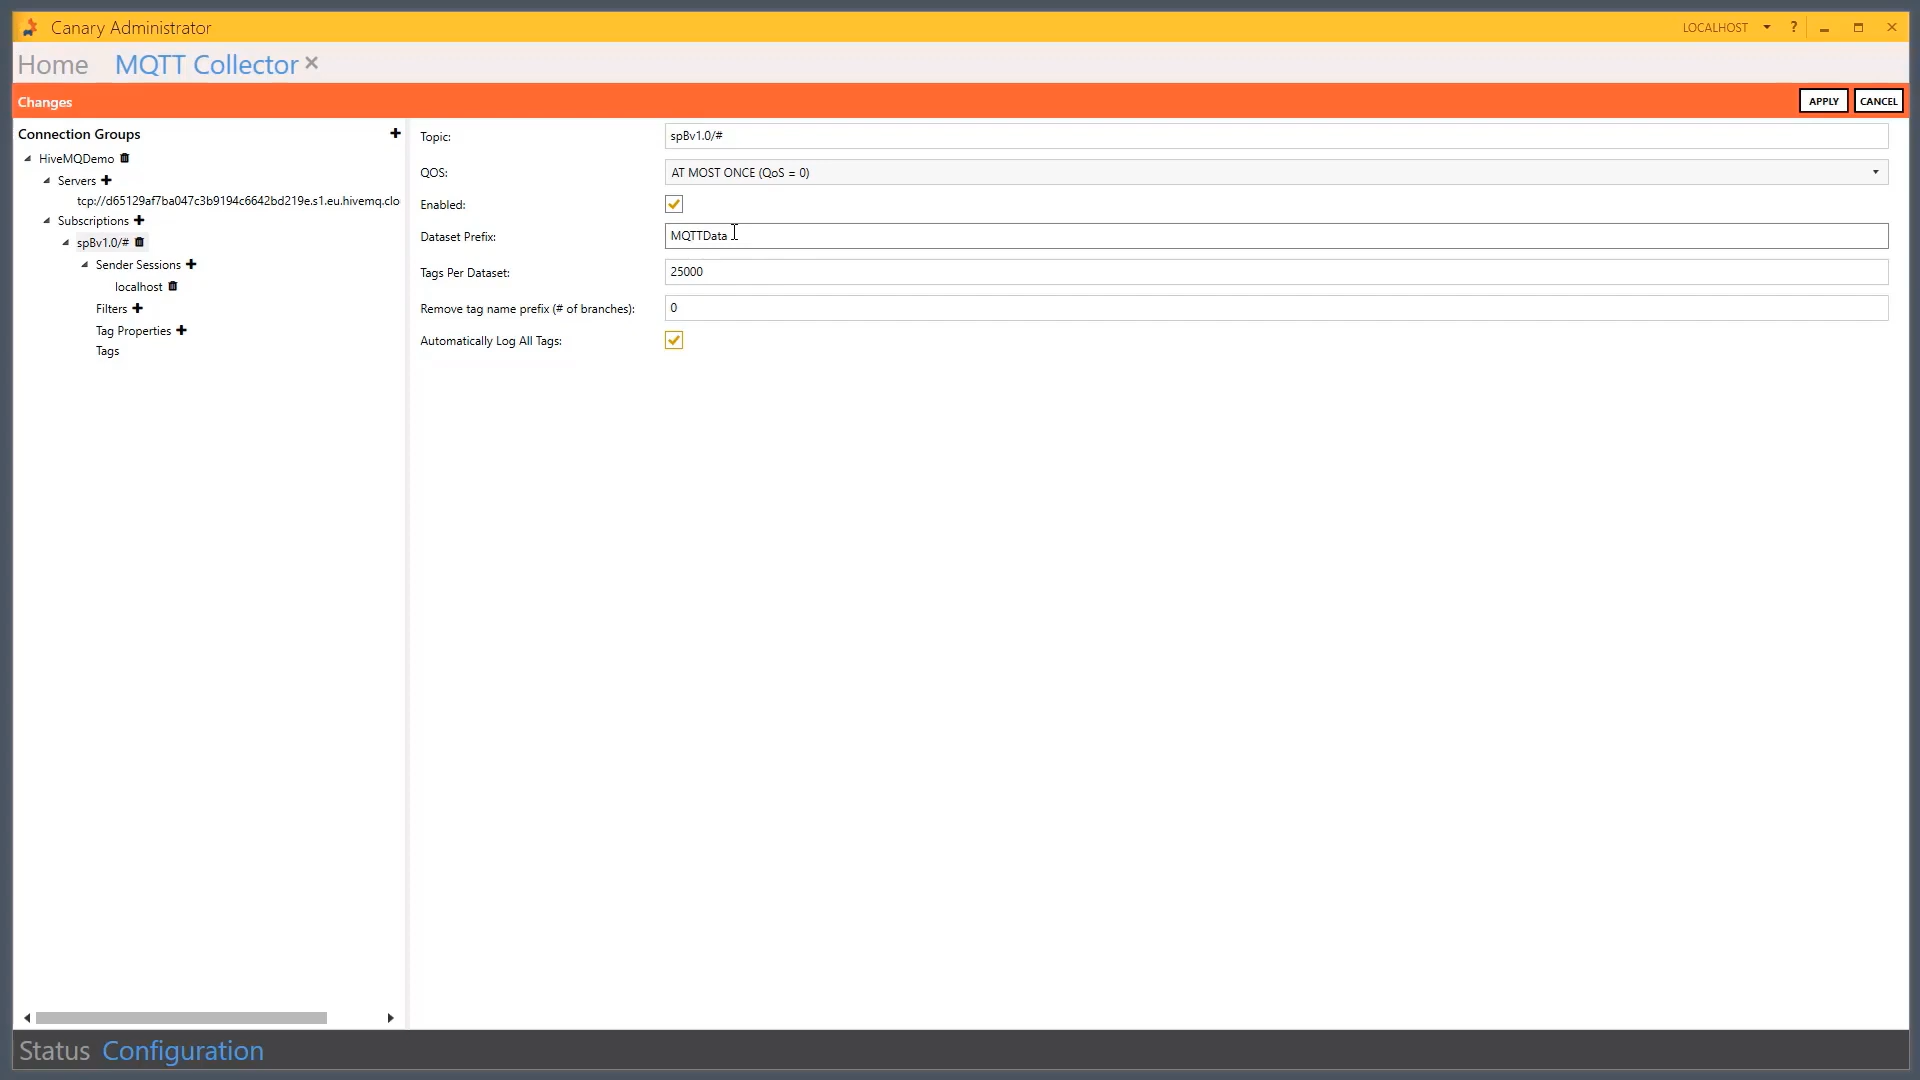 Canary Administrator
LOCALHOST ?
Home MQTT Collector
Changes
APPLY CANCEL
Connection Groups
HiveMQDemo
Servers
tcp://d65129af7ba047c3b9194c6642bd219e.s1.eu.hivemq.clo
Subscriptions
spBv1.0/#
Sender Sessions
localhost
Filters
Tag Properties
Tags
Topic: spBv1.0/#
QOS: AT MOST ONCE (QoS = 0)
Enabled:
Dataset Prefix: MQTTData
Tags Per Dataset: 25000
Remove tag name prefix (# of branches): 0
Automatically Log All Tags:
Status Configuration